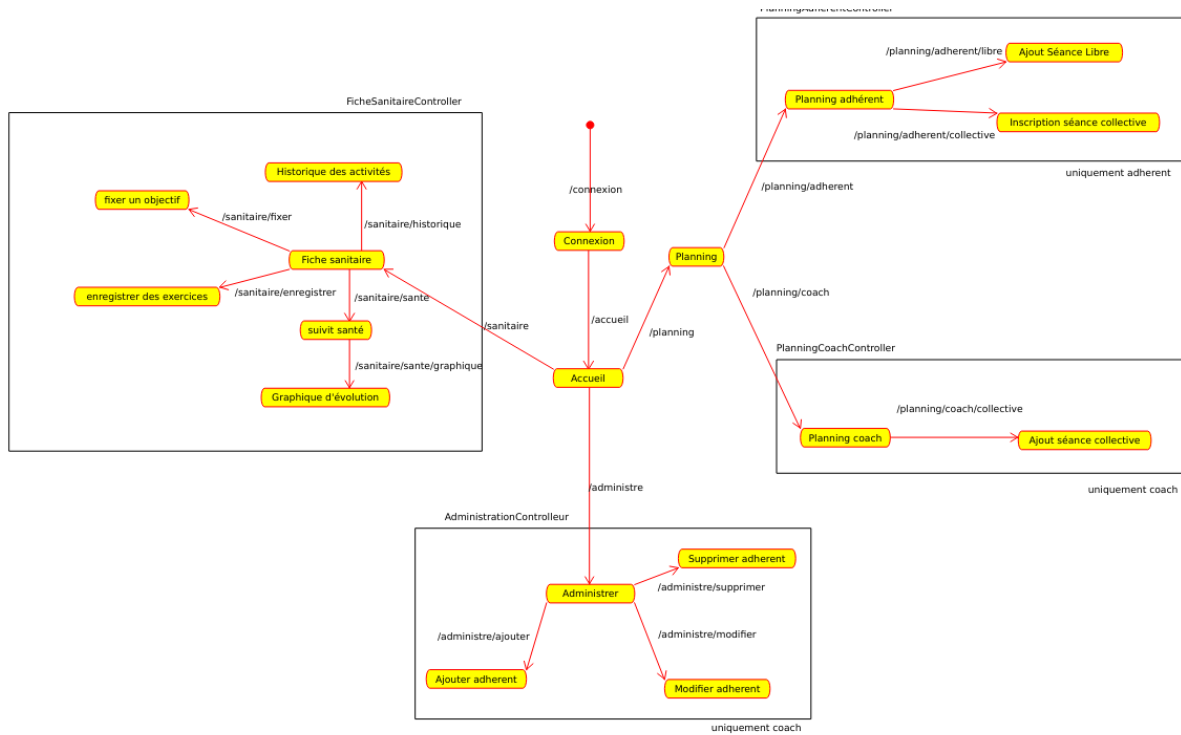 PlanningAdherentController
/planning/adherent/libre
Ajout Séance Libre
Planning adhérent
Inscription séance collective
/planning/adherent/collective
uniquement adherent
/planning/adherent
FicheSanitaireController
Historique des activités
fixer un objectif
/sanitaire/fixer
/sanitaire/historique
Fiche sanitaire
enregistrer des exercices
/sanitaire/enregistrer
/sanitaire/sante
suivit santé
/sanitaire/sante/graphique
Graphique d'évolution
/connexion
Connexion
/accueil
/sanitaire
Accueil
/planning
Planning
/planning/coach
PlanningCoachController
/planning/coach/collective
Planning coach
Ajout séance collective
uniquement coach
/administre
AdministrationControlleur
Supprimer adherent
/administre/supprimer
Administrer
/administre/ajouter
/administre/modifier
Ajouter adherent
Modifier adherent
uniquement coach